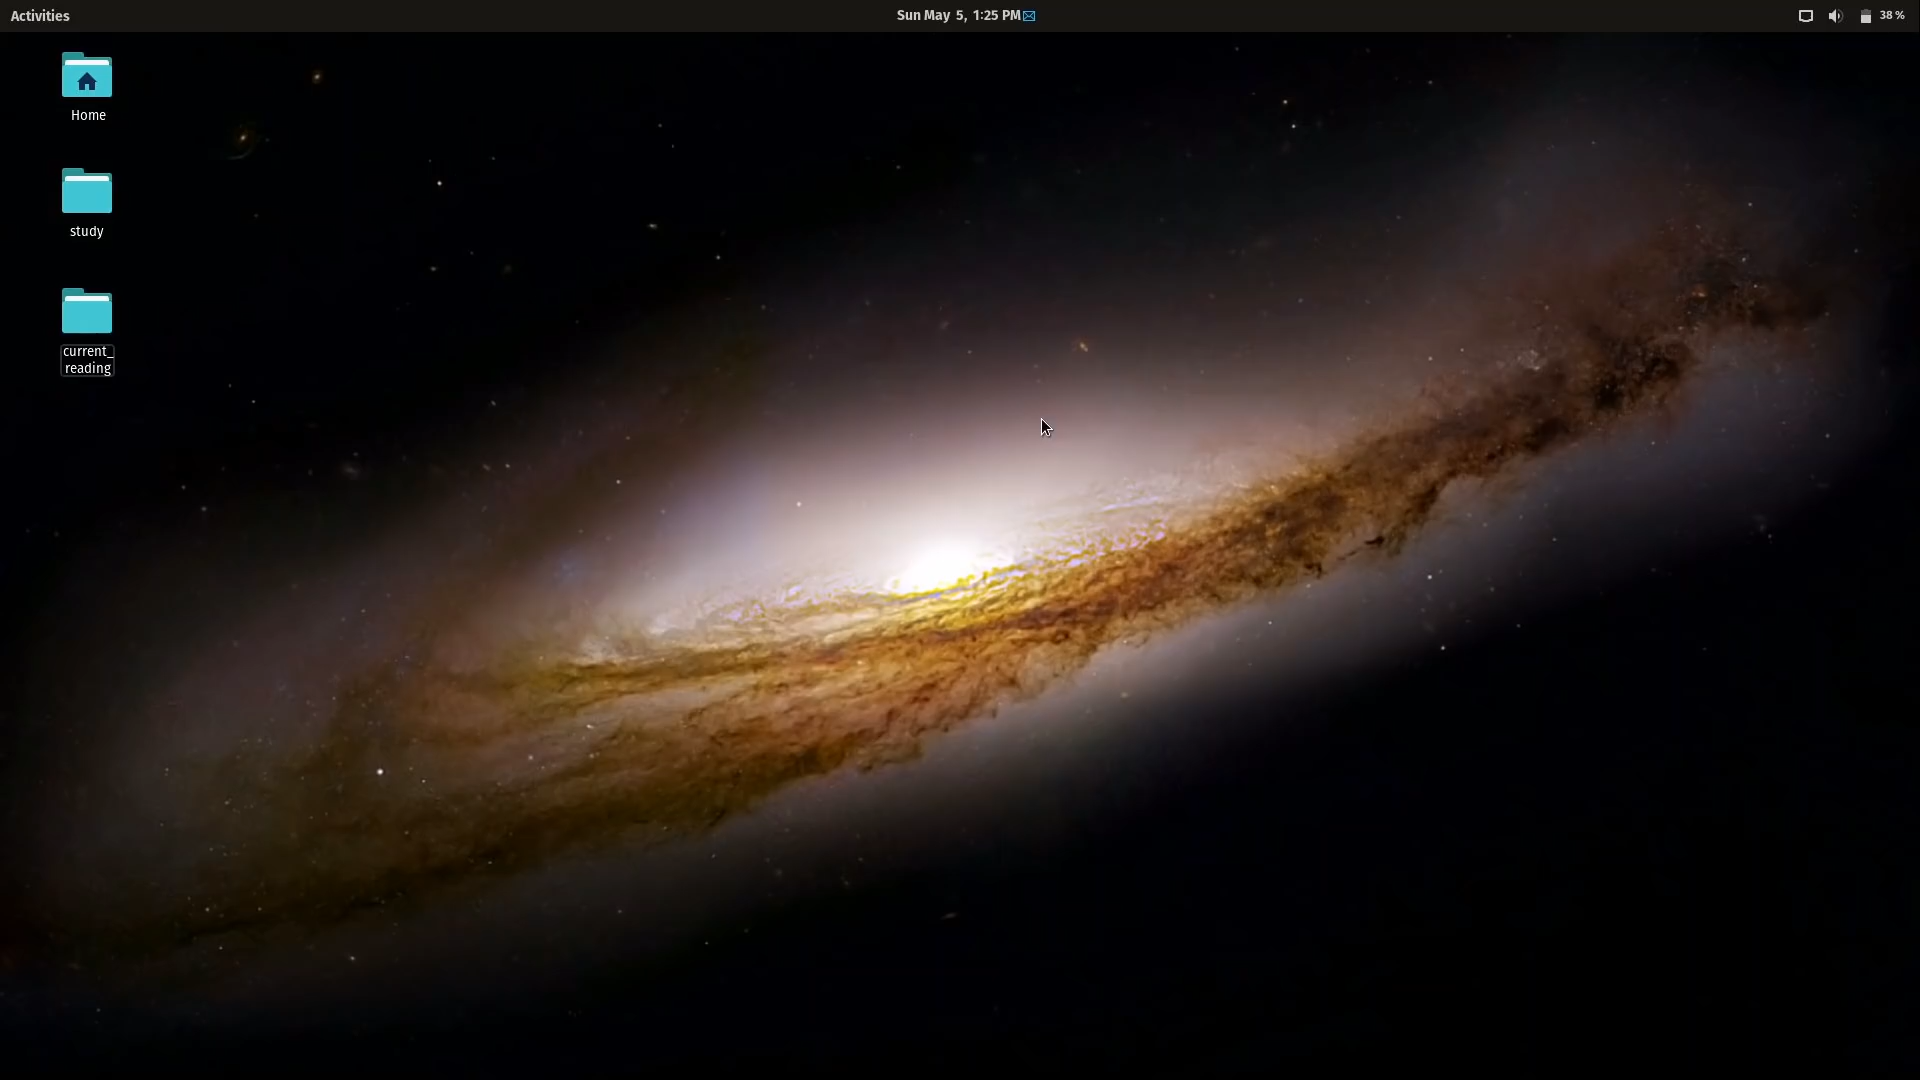 Activities
Sun May 5, 1:25 PM
38 %
Home
study
current_
reading